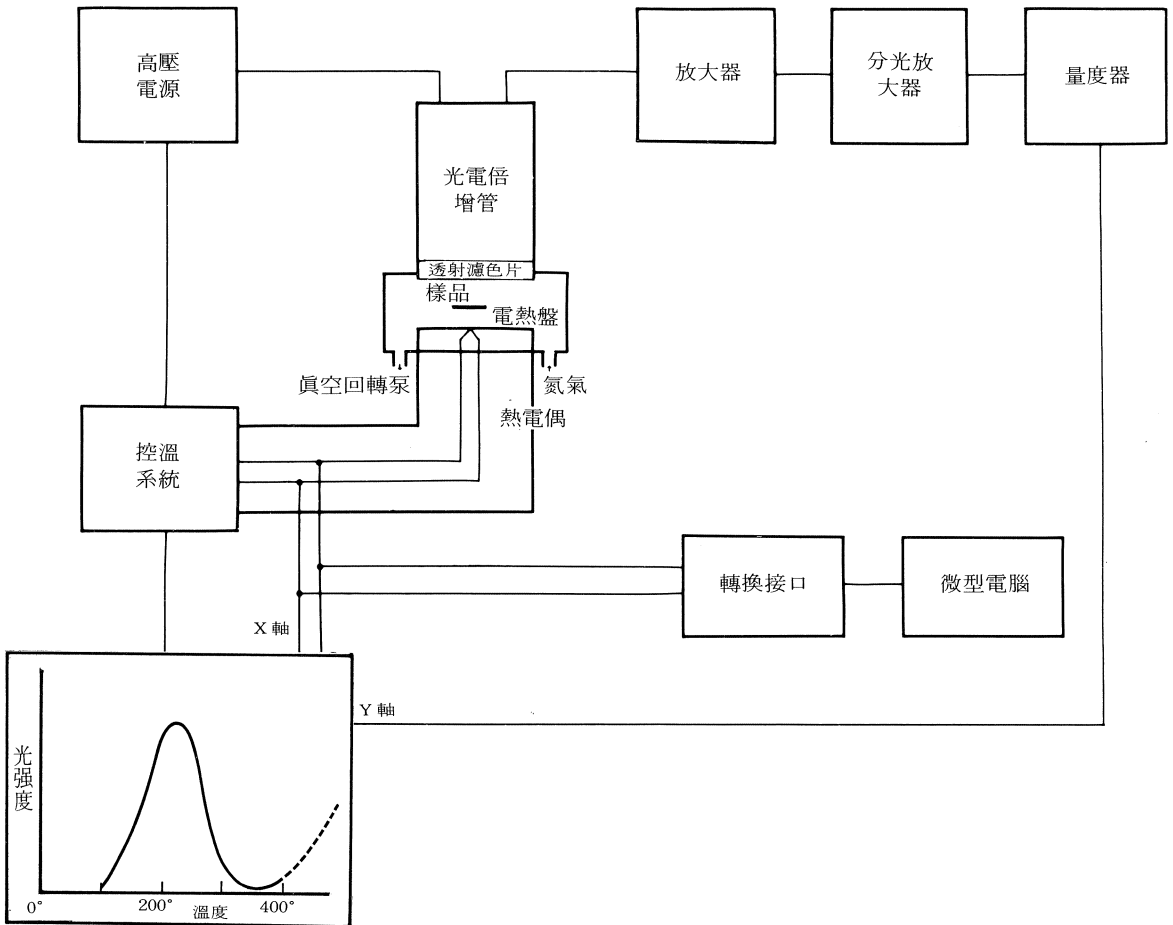 高壓
電源
放大器
分光放
大器
量度器
光電倍
增管
透射濾色片
樣品
電熱盤
眞空回轉泵
氮氣
熱電偶
控溫
系統
轉換接口
微型電腦
X 軸
Y 軸
光强度
0°
200°
溫度
400°